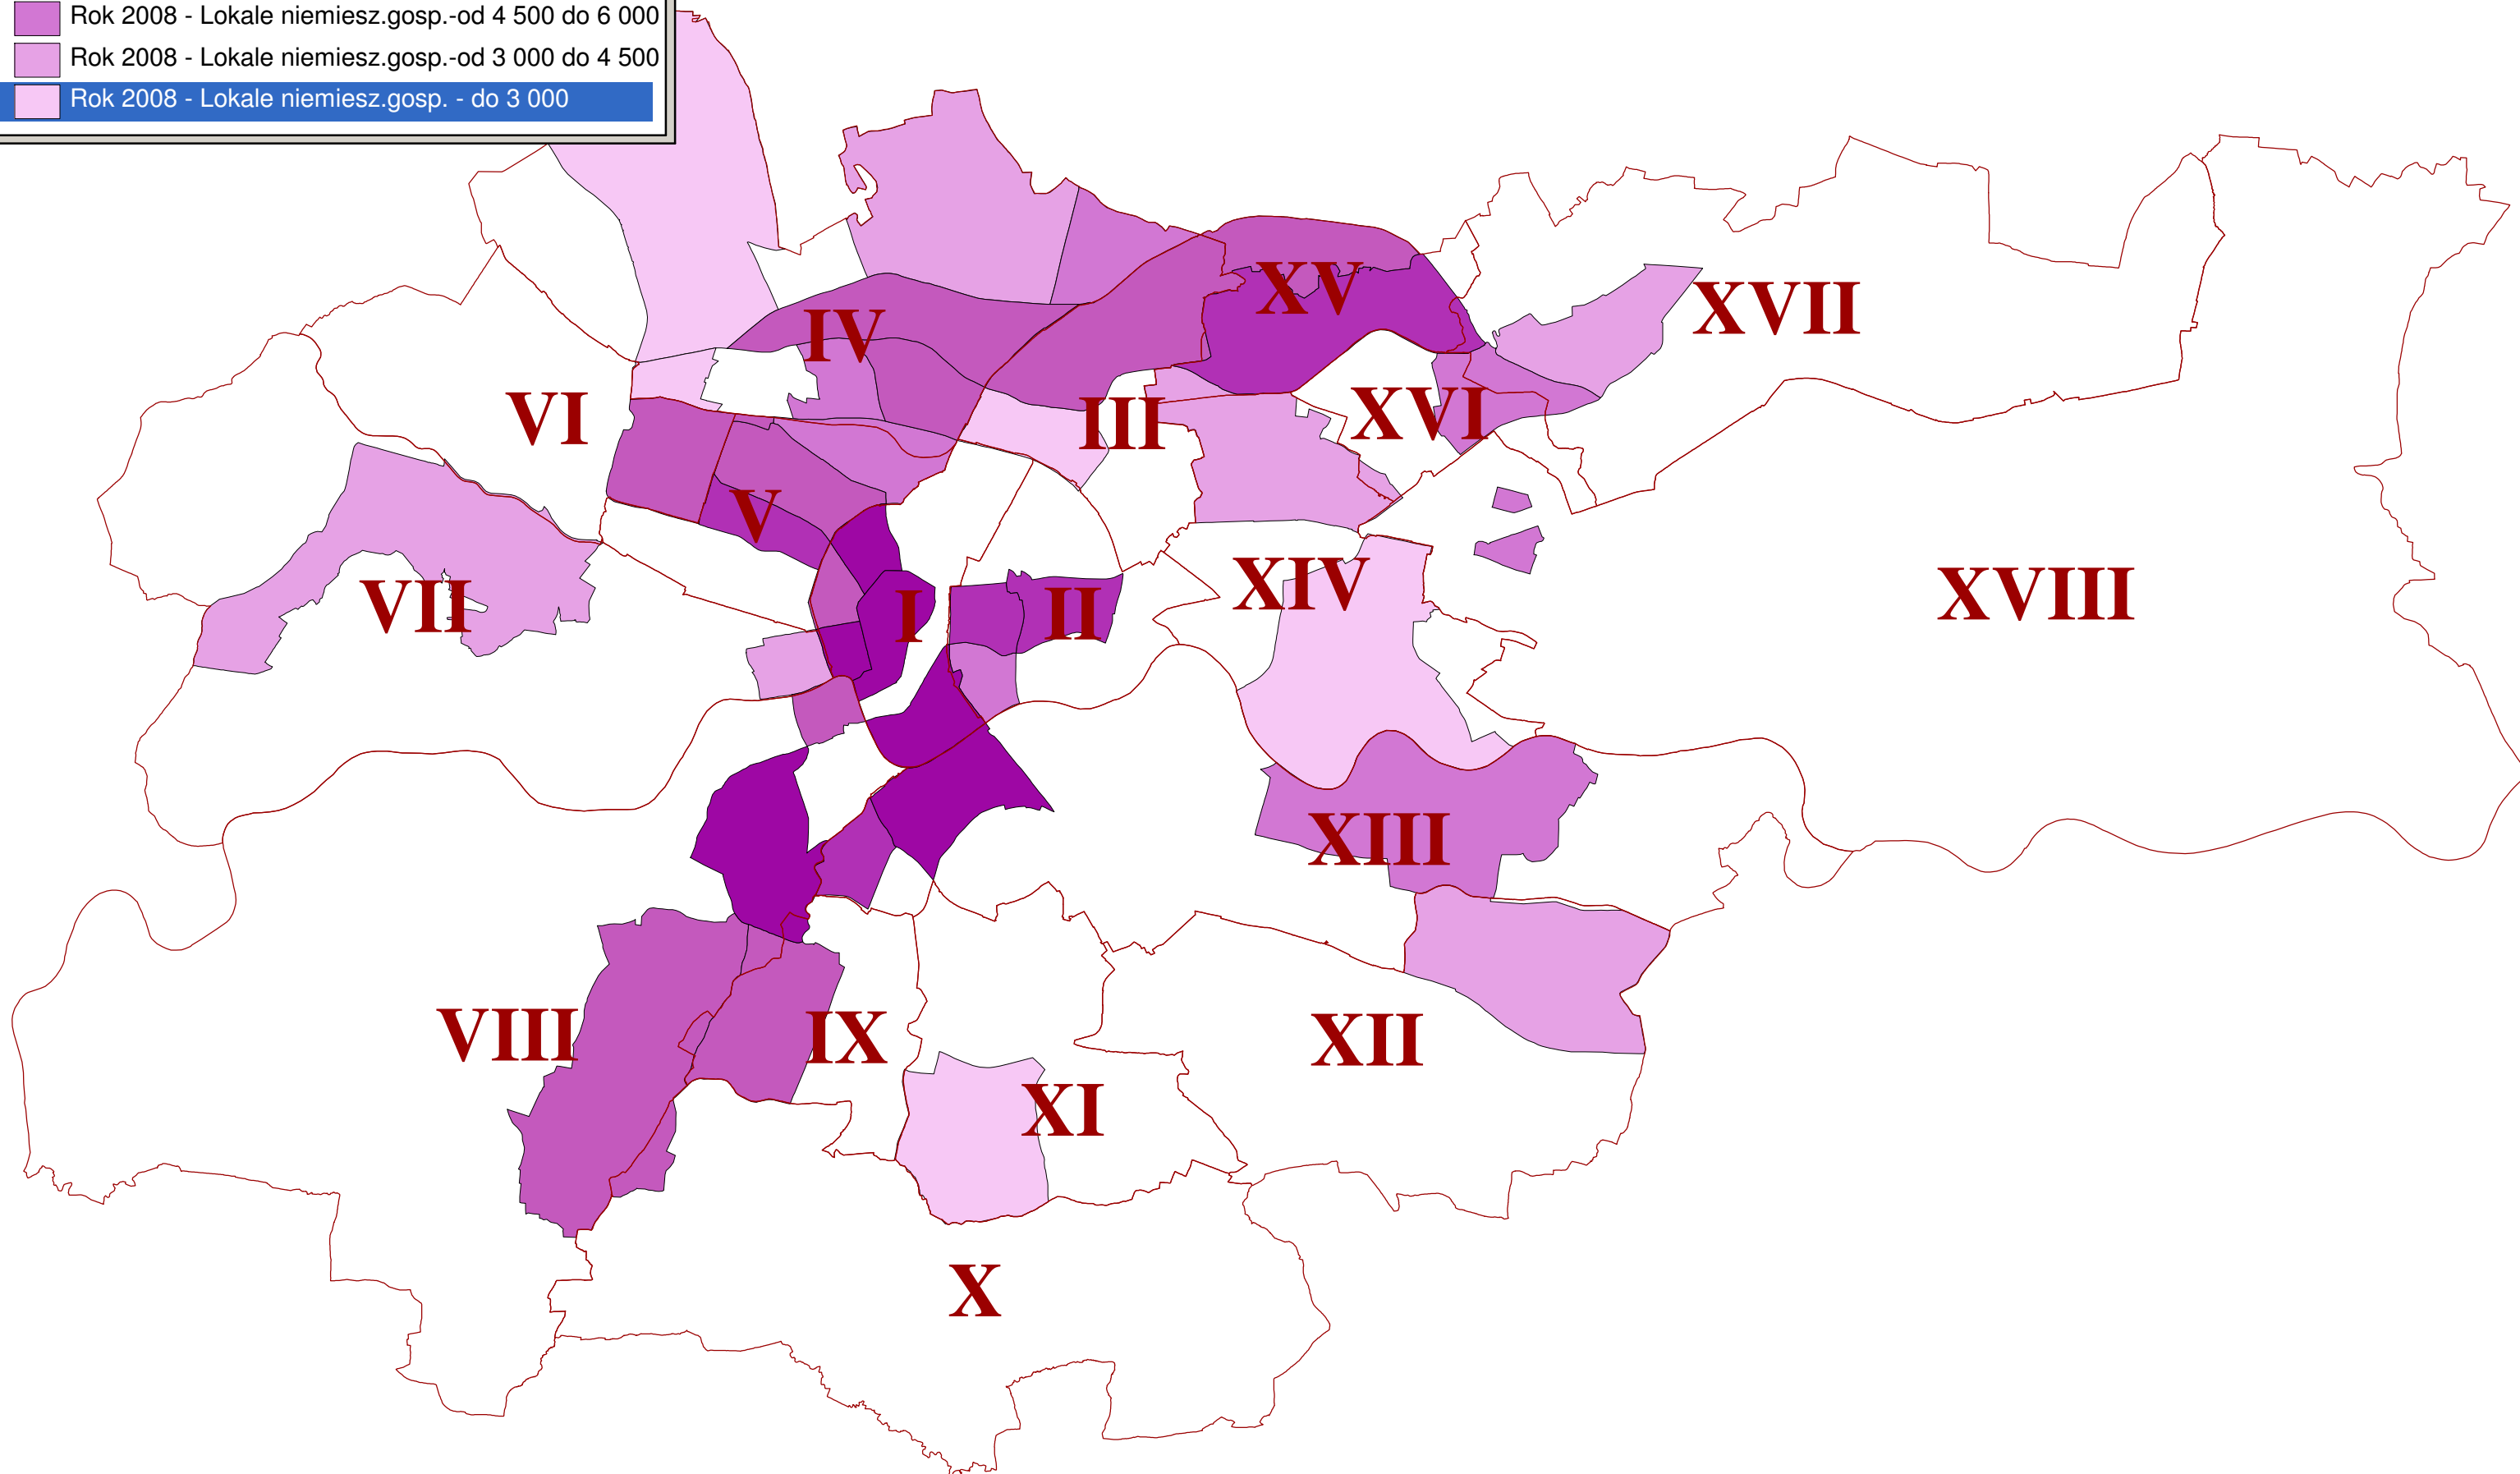 Rok 2008 - Lokale niemiesz.gosp.-od 4 500 do 6 000
Rok 2008 - Lokale niemiesz.gosp.-od 3 000 do 4 500
Rok 2008 - Lokale niemiesz.gosp. - do 3 000
XV
XVII
IV
VI
III
XVI
V
VII
I
II
XIV
XVIII
XIII
VIII
IX
XII
XI
X